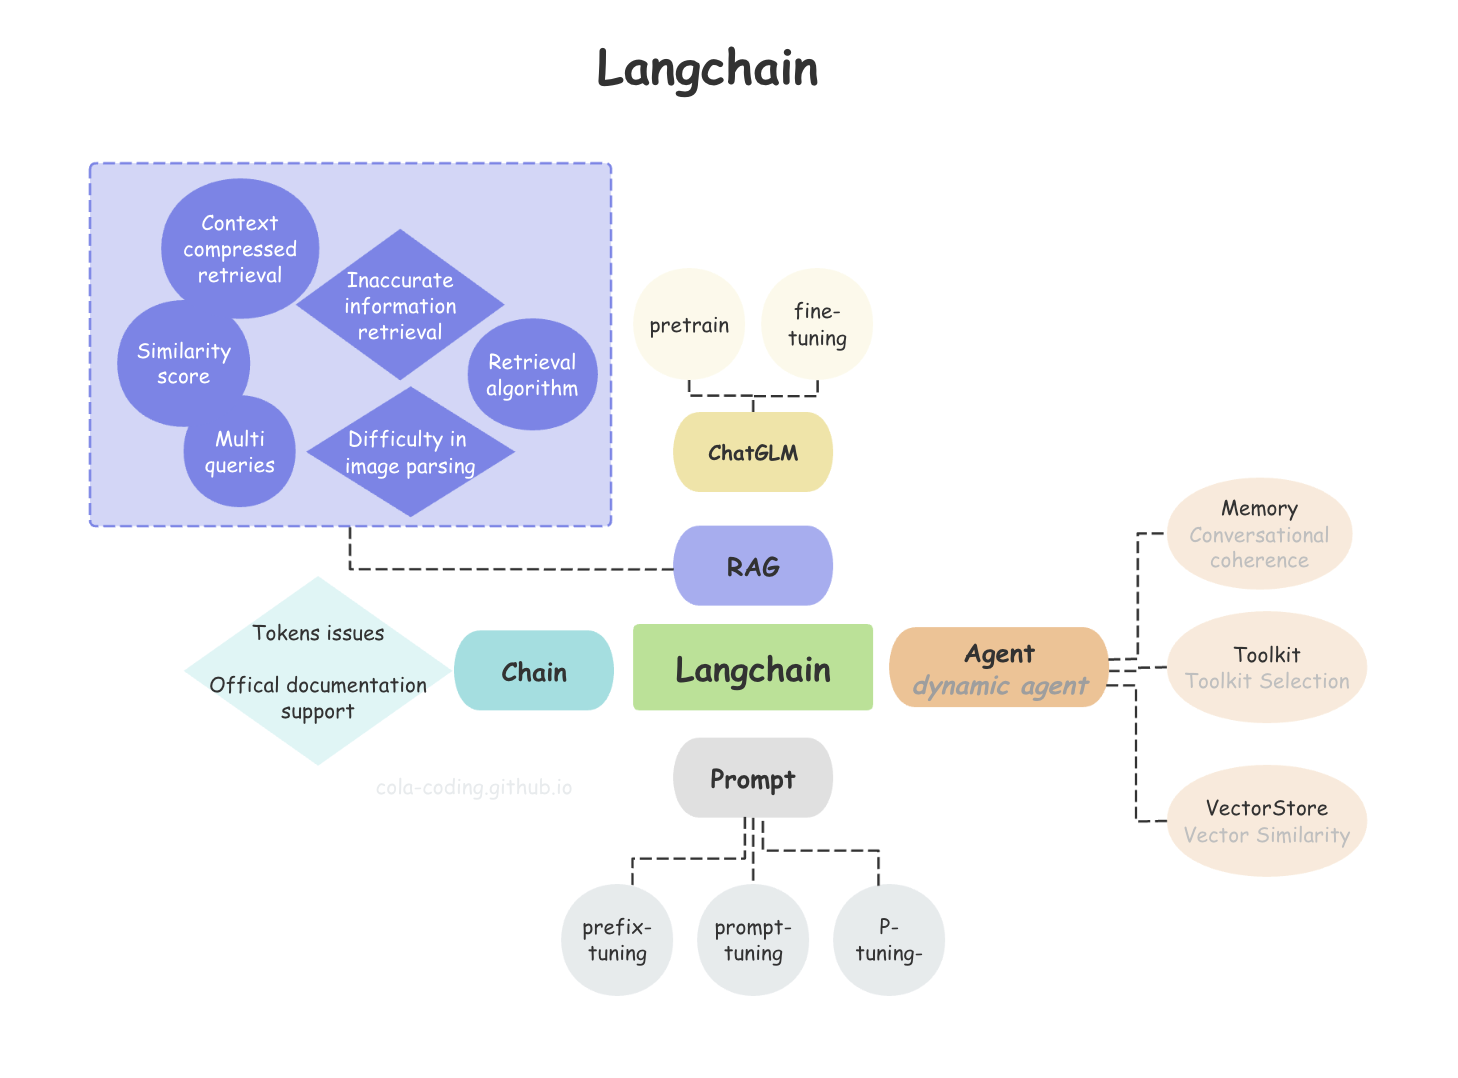 Langchain
Context
compressed
retrieval
Inaccurate
information
retrieval
Similarity
score
Retrieval
algorithm
Multi
queries
Difficulty in
image parsing
pretrain
fine-
tuning
ChatGLM
RAG
Tokens issues
Offical documentation
support
Chain
Langchain
Agent
dynamic agent
Memory
Conversational
coherence
Toolkit
Toolkit Selection
VectorStore
Vector Similarity
Prompt
cola-coding.github.io
prefix-
tuning
prompt-
tuning
P-
tuning-